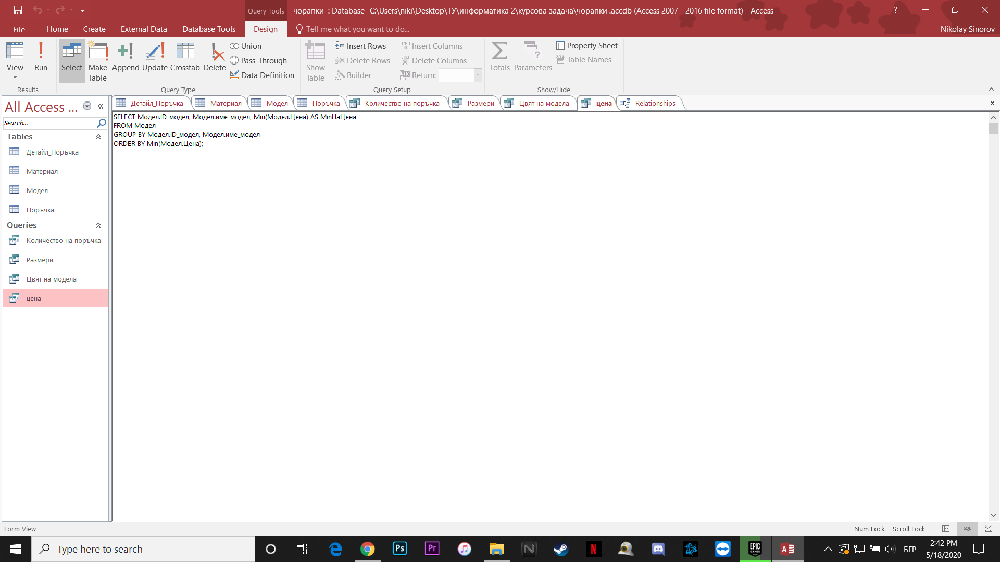 Query Tools
чорапки : Database- C:\Users\niki\Desktop\ТУ\информатика 2\курсова задача\чорапки .accdb (Access 2007 - 2016 file format) - Access
?
File Home Create External Data Database Tools Design Tell me what you want to do...
Nikolay Sinorov
View
Run
Select
Make Table
Append
Update
Crosstab
Delete
Union
Pass-Through
Data Definition
Show Table
Insert Rows
Delete Rows
Builder
Insert Columns
Delete Columns
Return:
Totals
Parameters
Property Sheet
Table Names
Results
Query Type
Query Setup
Show/Hide
All Access ...
Search...
Tables
Детайл_Поръчка
Материал
Модел
Поръчка
Queries
Количество на поръчка
Размери
Цвят на модела
цена
Детайл_Поръчка Материал Модел Поръчка Количество на поръчка Размери Цвят на модела цена Relationships
SELECT Модел.ID_модел, Модел.име_модел, Min(Модел.Цена) AS MinНаЦена
FROM Модел
GROUP BY Модел.ID_модел, Модел.име_модел
ORDER BY Min(Модел.Цена);
Form View
Num Lock Scroll Lock
SQL
Type here to search
Ps
Pr
N
N
EPIC GAMES
A
БГР
2:42 PM
5/18/2020